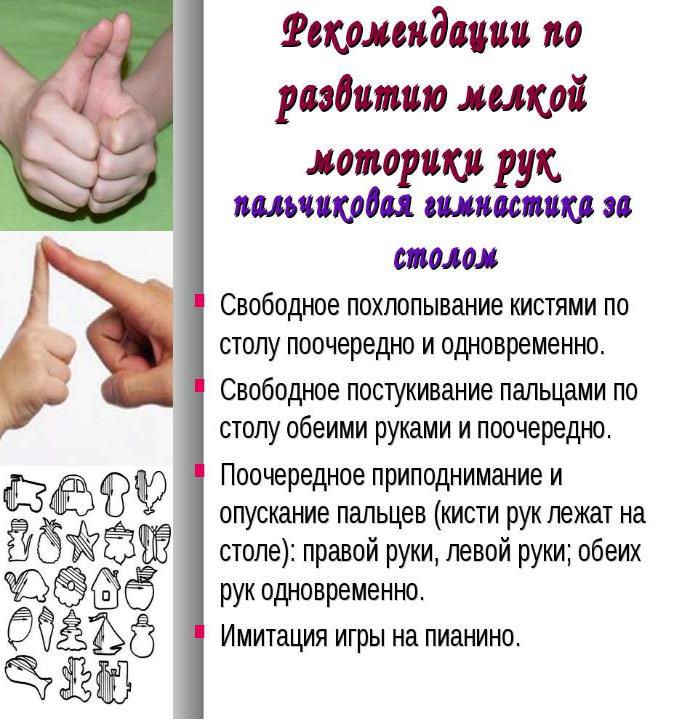 Рекомендации по
развитию мелкой
моторики рук
пальчиковая гимнастика за
столом
Свободное похлопывание кистями по
столу поочередно и одновременно.
Свободное постукивание пальцами по
столу обеими руками и поочередно.
Поочередное приподнимание и
опускание пальцев (кисти рук лежат на
столе): правой руки, левой руки; обеих
рук одновременно.
Имитация игры на пианино.